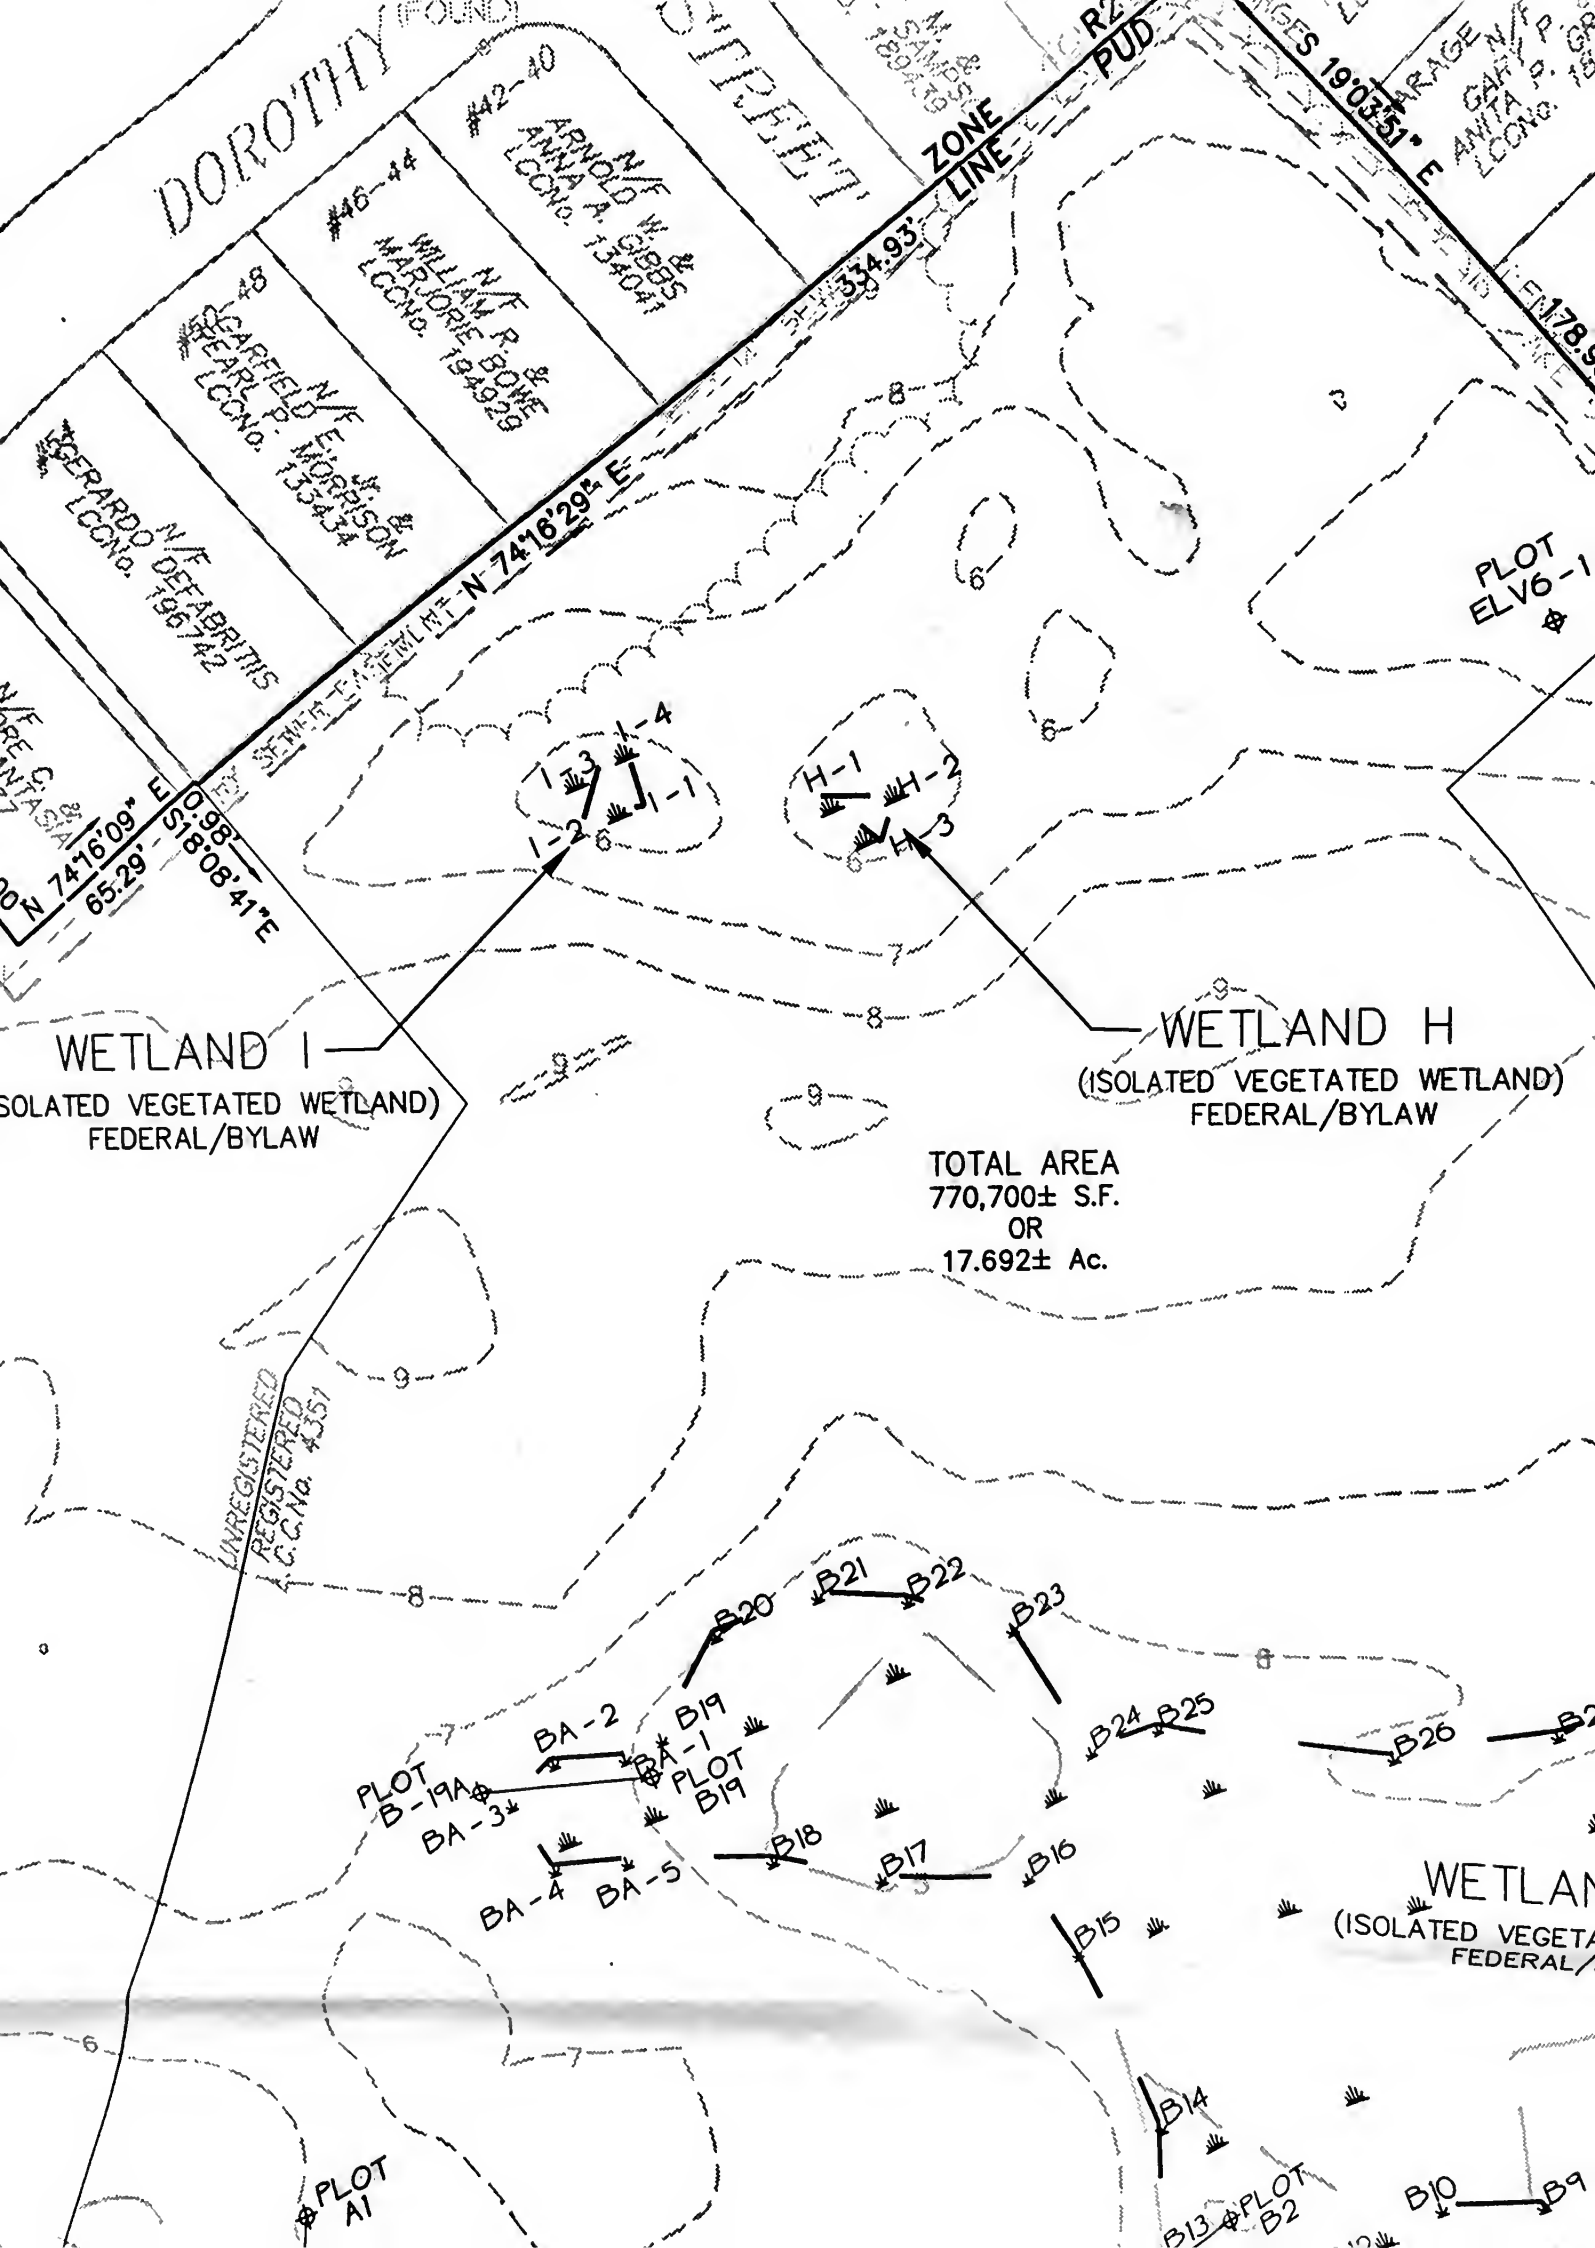 (FOUND)
DOROTHY
STREET
R2
PUD
ZONE
LINE
S 19°03'51" E
N/F
GARY P.
ANITA P.
LCCNo.
#42-40
N/F
ARNOLD W. &
ANNA A. GIBBS
LCCNo. 134041
#46-44
N/F
WILLIAM R. &
MARJORIE BOWE
LCCNo. 194929
#50-48
N/F
GARFIELD E. Jr. &
PEARL P. MORRISON
LCCNo. 133434
N/F
GERARDO DEFABRITIIS
LCCNo. 196742
334.93'
N 74°16'29" E
SEWER EASEMENT
N 74°16'09" E
65.29'
0.98'
S18°08'41"E
8
6
6
7
8
9
9
9
PLOT
ELV6-1
I-4
I-3
I-1
I-2
6
H-1
H-2
H-3
6
WETLAND I
(ISOLATED VEGETATED WETLAND)
FEDERAL/BYLAW
WETLAND H
(ISOLATED VEGETATED WETLAND)
FEDERAL/BYLAW
TOTAL AREA
770,700± S.F.
OR
17.692± Ac.
9
UNREGISTERED
REGISTERED
L.C.C.No. 4351
8
B21
B22
B20
B23
B19
BA-2
BA-1
PLOT
B19
PLOT
B-19A
BA-3
BA-4
BA-5
B18
B17
B16
B24
B25
B26
7
B15
WETLAN
(ISOLATED VEGETA
FEDERAL/
6
7
B14
PLOT
A1
B13
PLOT
B2
B10
B9